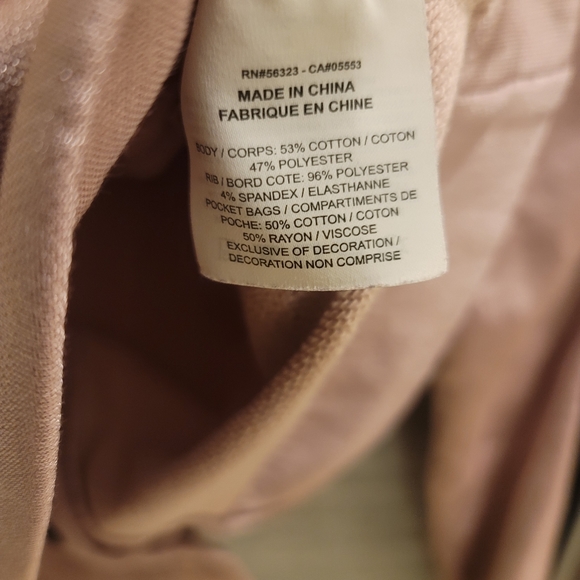 RN#56323 - CA#05553
MADE IN CHINA
FABRIQUE EN CHINE
BODY / CORPS: 53% COTTON / COTON
47% POLYESTER
RIB / BORD COTE: 96% POLYESTER
4% SPANDEX / ELASTHANNE
POCKET BAGS / COMPARTIMENTS DE
POCHE: 50% COTTON / COTON
50% RAYON / VISCOSE
EXCLUSIVE OF DECORATION /
DECORATION NON COMPRISE